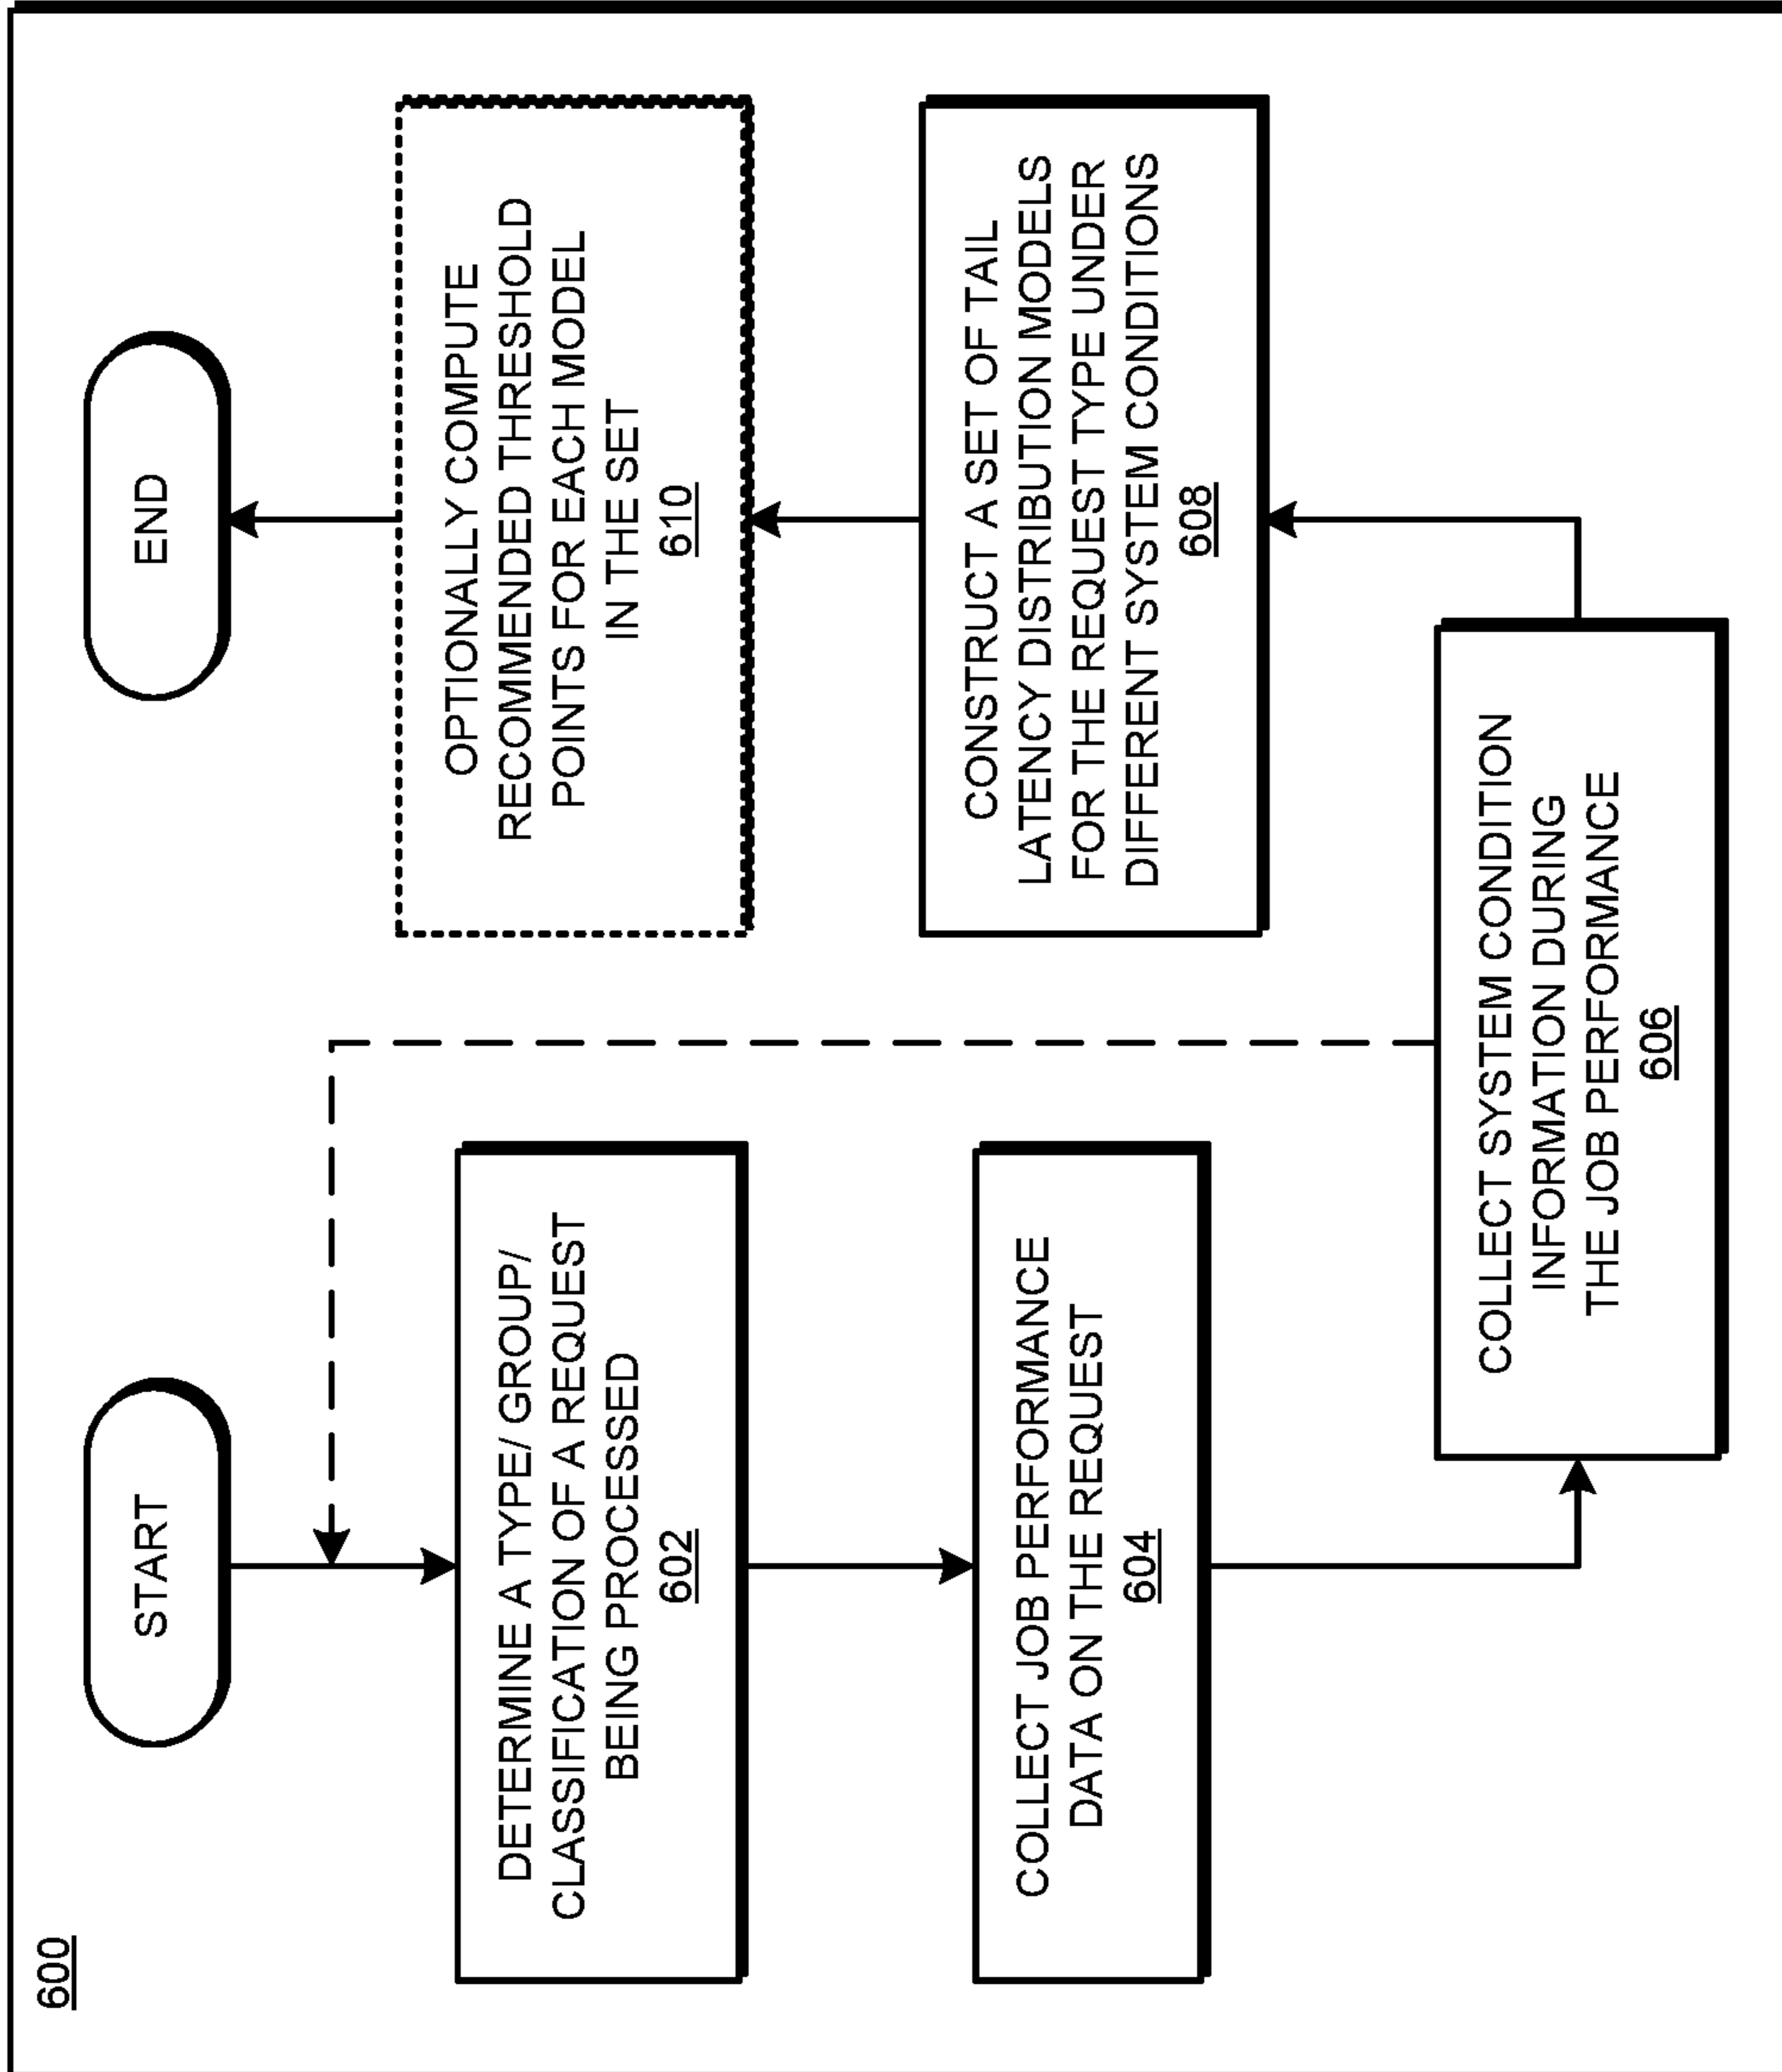 600
START
DETERMINE A TYPE/ GROUP/
CLASSIFICATION OF A REQUEST
BEING PROCESSED
602
COLLECT JOB PERFORMANCE
DATA ON THE REQUEST
604
COLLECT SYSTEM CONDITION
INFORMATION DURING
THE JOB PERFORMANCE
606
CONSTRUCT A SET OF TAIL
LATENCY DISTRIBUTION MODELS
FOR THE REQUEST TYPE UNDER
DIFFERENT SYSTEM CONDITIONS
608
OPTIONALLY COMPUTE
RECOMMENDED THRESHOLD
POINTS FOR EACH MODEL
IN THE SET
610
END